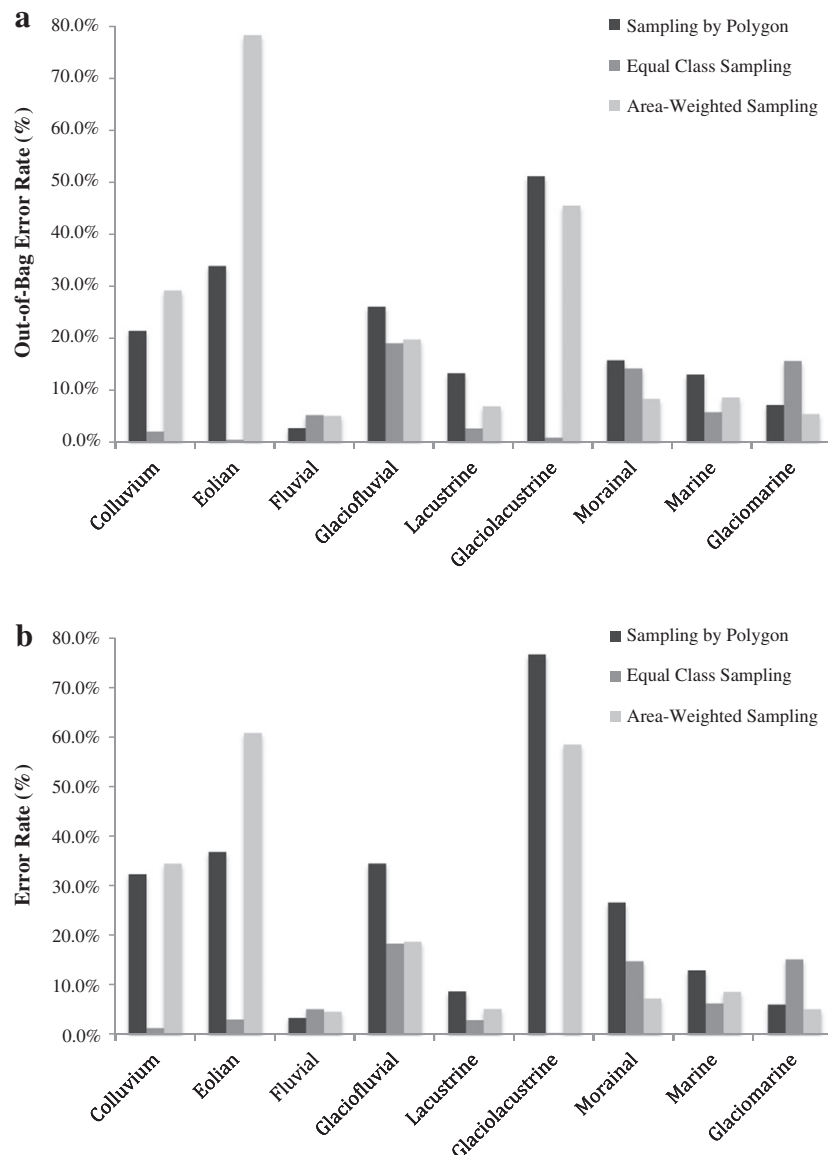 a
80.0%
70.0%
60.0%
50.0%
40.0%
30.0%
20.0%
10.0%
0.0%
Out-of-Bag Error Rate (%)
Sampling by Polygon
Equal Class Sampling
Area-Weighted Sampling
Colluvium
Eolian
Fluvial
Glaciofluvial
Lacustrine
Glaciolacustrine
Morainal
Marine
Glaciomarine
b
80.0%
70.0%
60.0%
50.0%
40.0%
30.0%
20.0%
10.0%
0.0%
Error Rate (%)
Sampling by Polygon
Equal Class Sampling
Area-Weighted Sampling
Colluvium
Eolian
Fluvial
Glaciofluvial
Lacustrine
Glaciolacustrine
Morainal
Marine
Glaciomarine